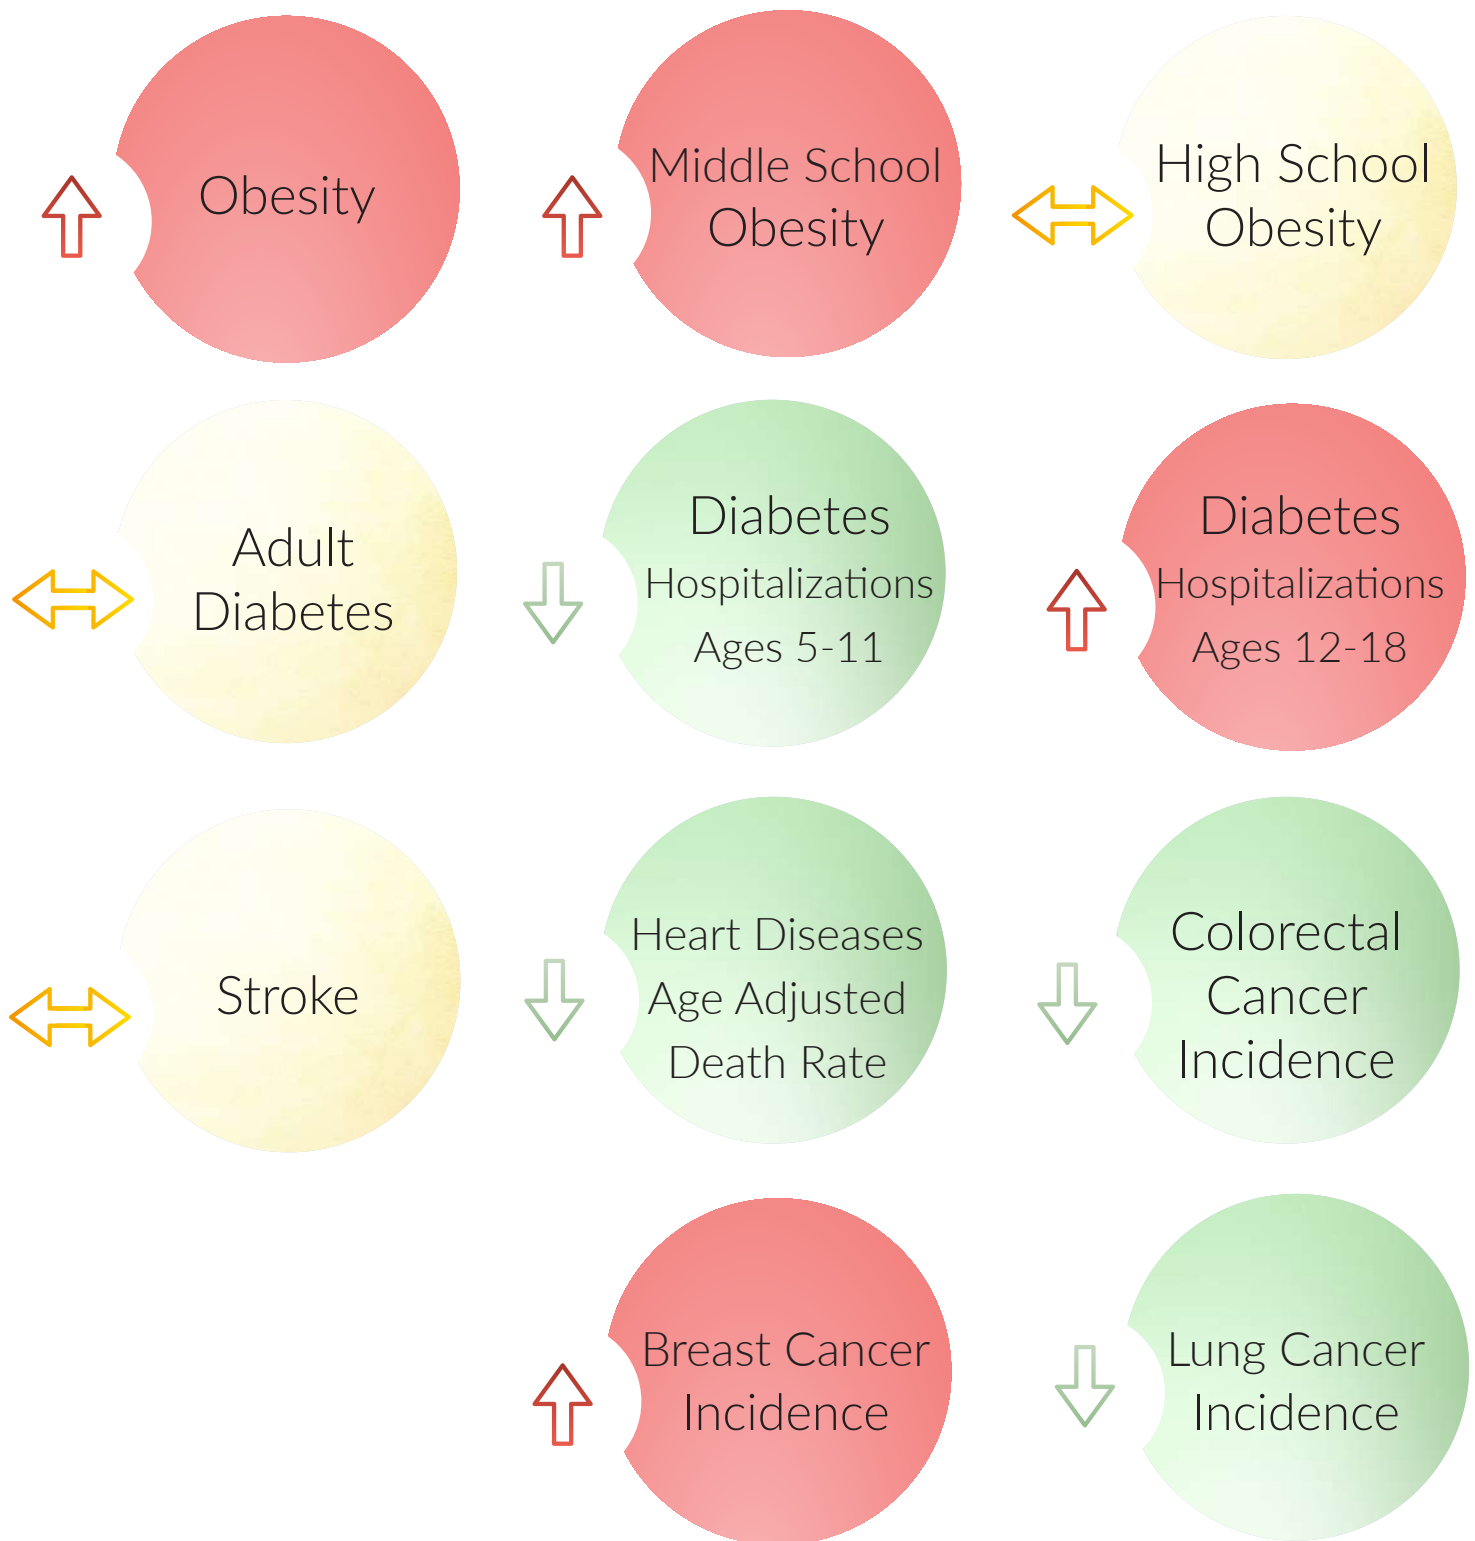 Obesity
Middle School
Obesity
High School
Obesity
Adult
Diabetes
Diabetes
Hospitalizations
Ages 5-11
Diabetes
Hospitalizations
Ages 12-18
Stroke
Heart Diseases
Age Adjusted
Death Rate
Colorectal
Cancer
Incidence
Breast Cancer
Incidence
Lung Cancer
Incidence